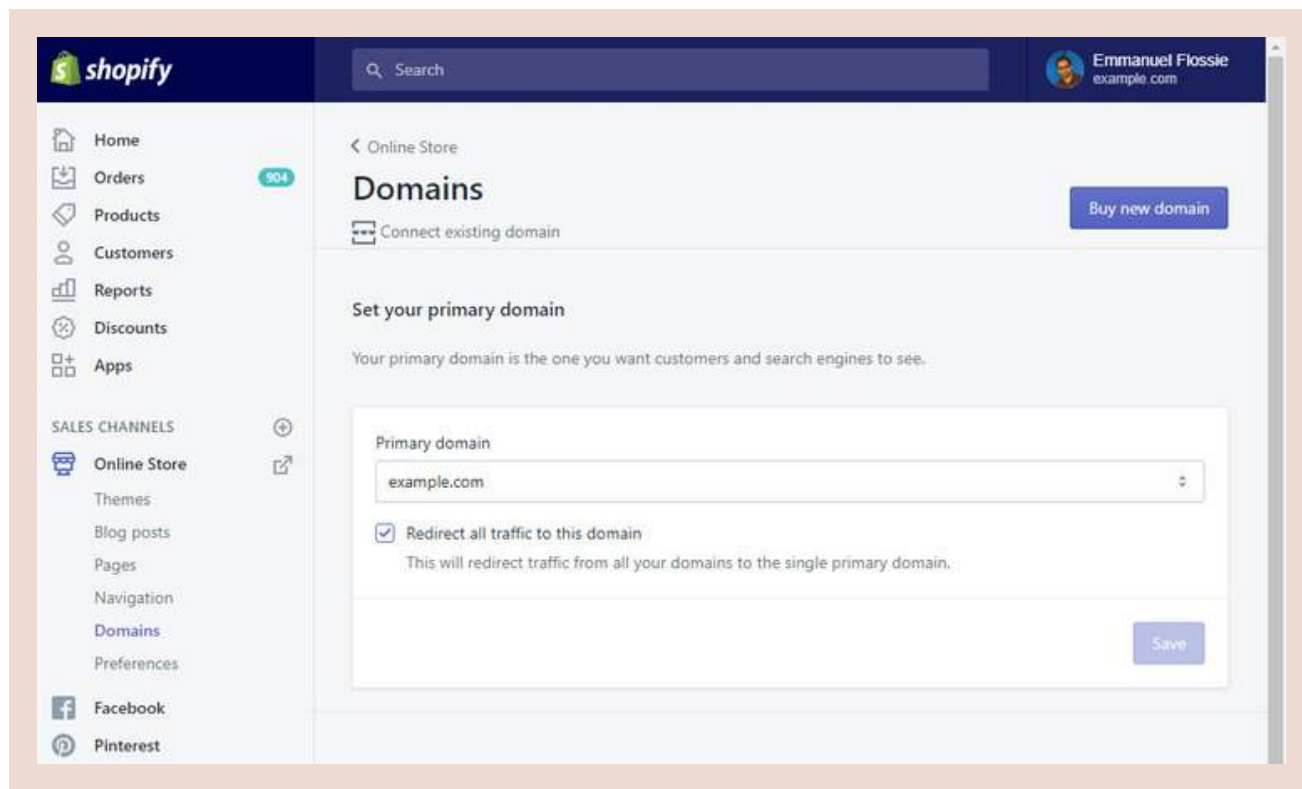 shopify
Search
Emmanuel Flossie
example.com
Home
Orders
904
Products
Customers
Reports
Discounts
Apps
SALES CHANNELS
Online Store
Themes
Blog posts
Pages
Navigation
Domains
Preferences
Facebook
Pinterest
Online Store
Domains
Connect existing domain
Buy new domain
Set your primary domain
Your primary domain is the one you want customers and search engines to see.
Primary domain
example.com
Redirect all traffic to this domain
This will redirect traffic from all your domains to the single primary domain.
Save